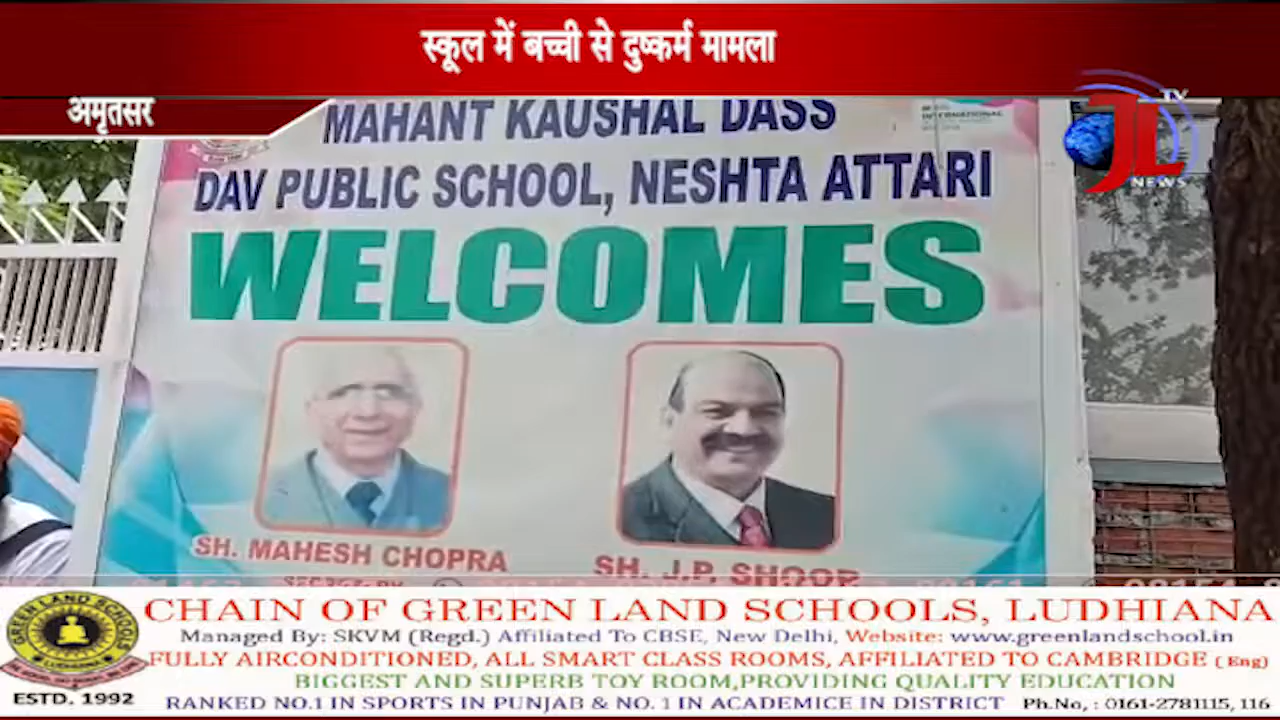 स्कूल में बच्ची से दुष्कर्म मामला
अमृतसर
TV
JL
NEWS
MAHANT KAUSHAL DASS
INTERNATIONAL
DAV PUBLIC SCHOOL, NESHTA ATTARI
WELCOMES
SH. MAHESH CHOPRA
SH. J.P. SHOOR
GREEN LAND SCHOOLS
LUDHIANA
ESTD. 1992
CHAIN OF GREEN LAND SCHOOLS, LUDHIANA
Managed By: SKVM (Regd.) Affiliated To CBSE, New Delhi, Website: www.greenlandschool.in
FULLY AIRCONDITIONED, ALL SMART CLASS ROOMS, AFFILIATED TO CAMBRIDGE ( Eng)
BIGGEST AND SUPERB TOY ROOM,PROVIDING QUALITY EDUCATION
RANKED NO.1 IN SPORTS IN PUNJAB & NO. 1 IN ACADEMICE IN DISTRICT Ph.No, : 0161-2781115, 116